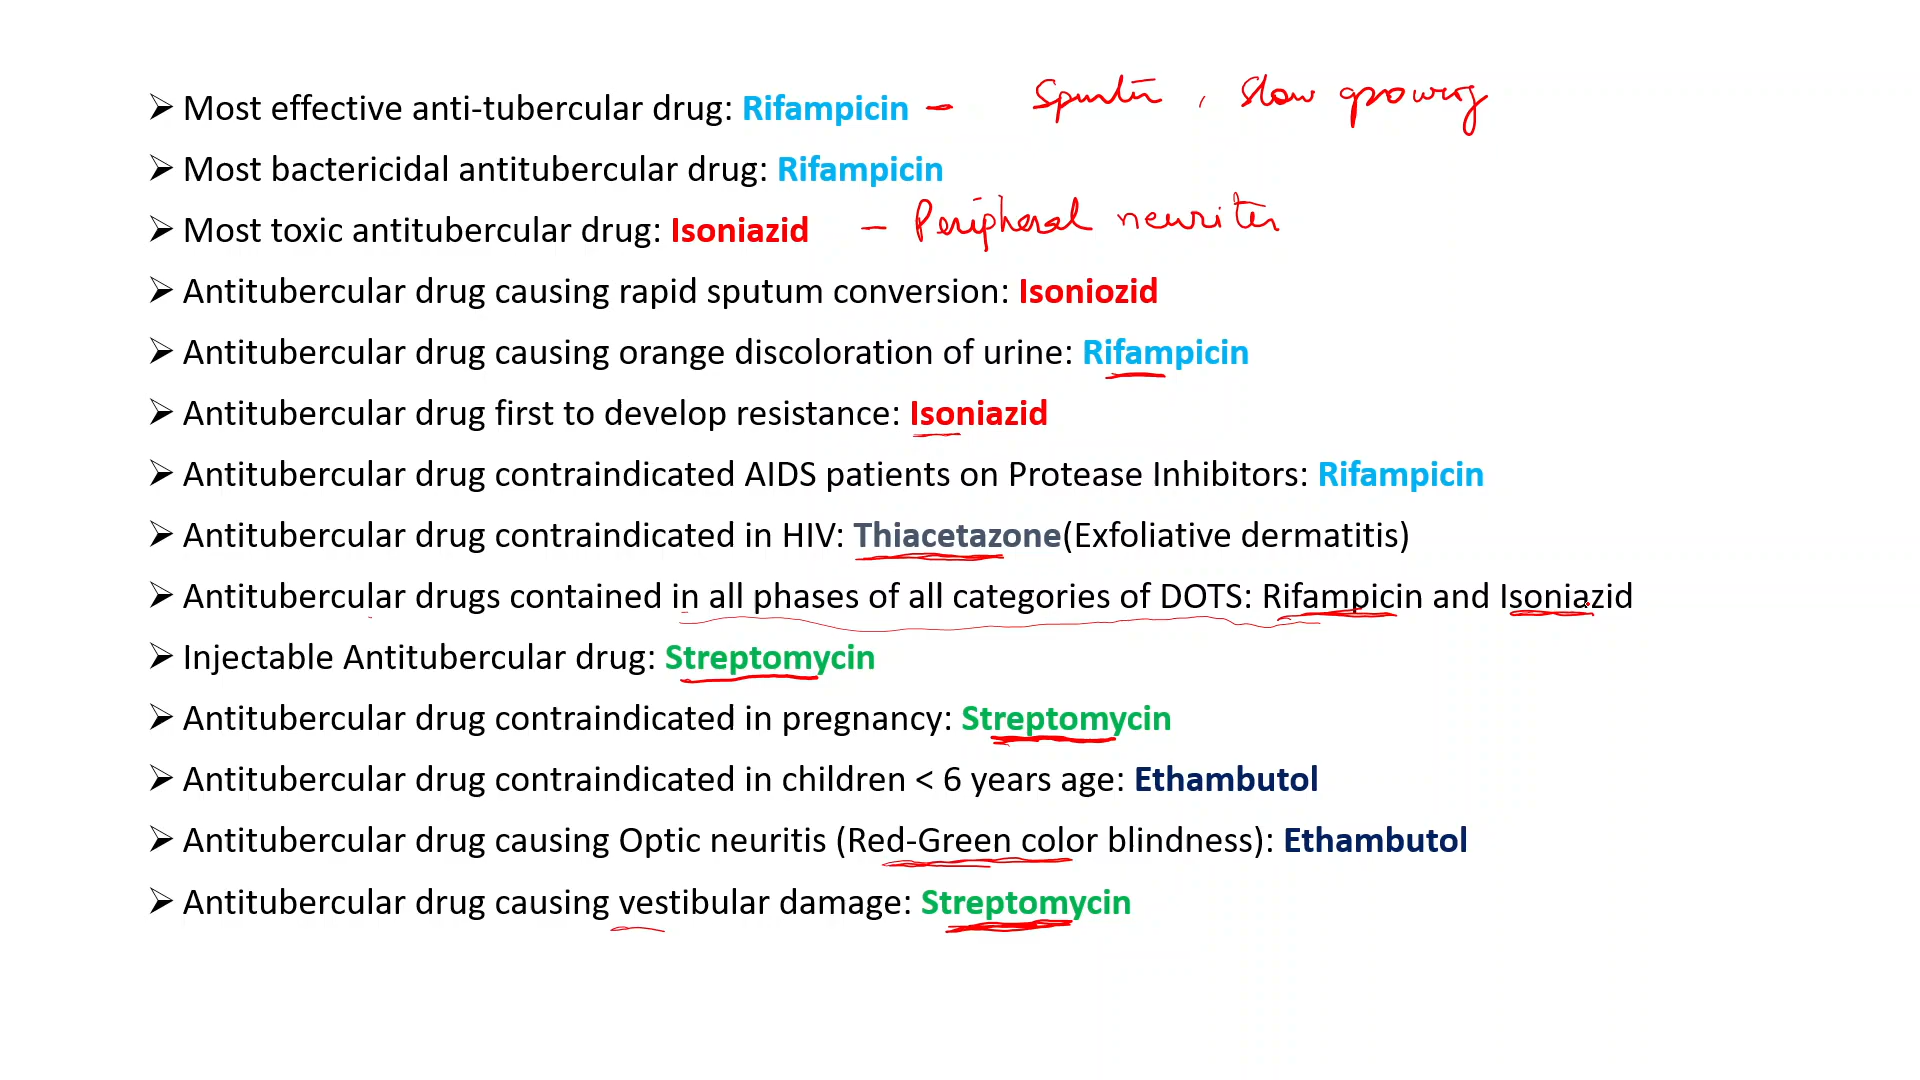 ➢ Most effective anti-tubercular drug: Rifampicin – , Slow growing
➢ Most bactericidal antitubercular drug: Rifampicin
➢ Most toxic antitubercular drug: Isoniazid – Peripheral
➢ Antitubercular drug causing rapid sputum conversion: Isoniozid
➢ Antitubercular drug causing orange discoloration of urine: Rifampicin
➢ Antitubercular drug first to develop resistance: Isoniazid
➢ Antitubercular drug contraindicated AIDS patients on Protease Inhibitors: Rifampicin
➢ Antitubercular drug contraindicated in HIV: Thiacetazone(Exfoliative dermatitis)
➢ Antitubercular drugs contained in all phases of all categories of DOTS: Rifampicin and Isoniazid
➢ Injectable Antitubercular drug: Streptomycin
➢ Antitubercular drug contraindicated in pregnancy: Streptomycin
➢ Antitubercular drug contraindicated in children < 6 years age: Ethambutol
➢ Antitubercular drug causing Optic neuritis (Red-Green color blindness): Ethambutol
➢ Antitubercular drug causing vestibular damage: Streptomycin